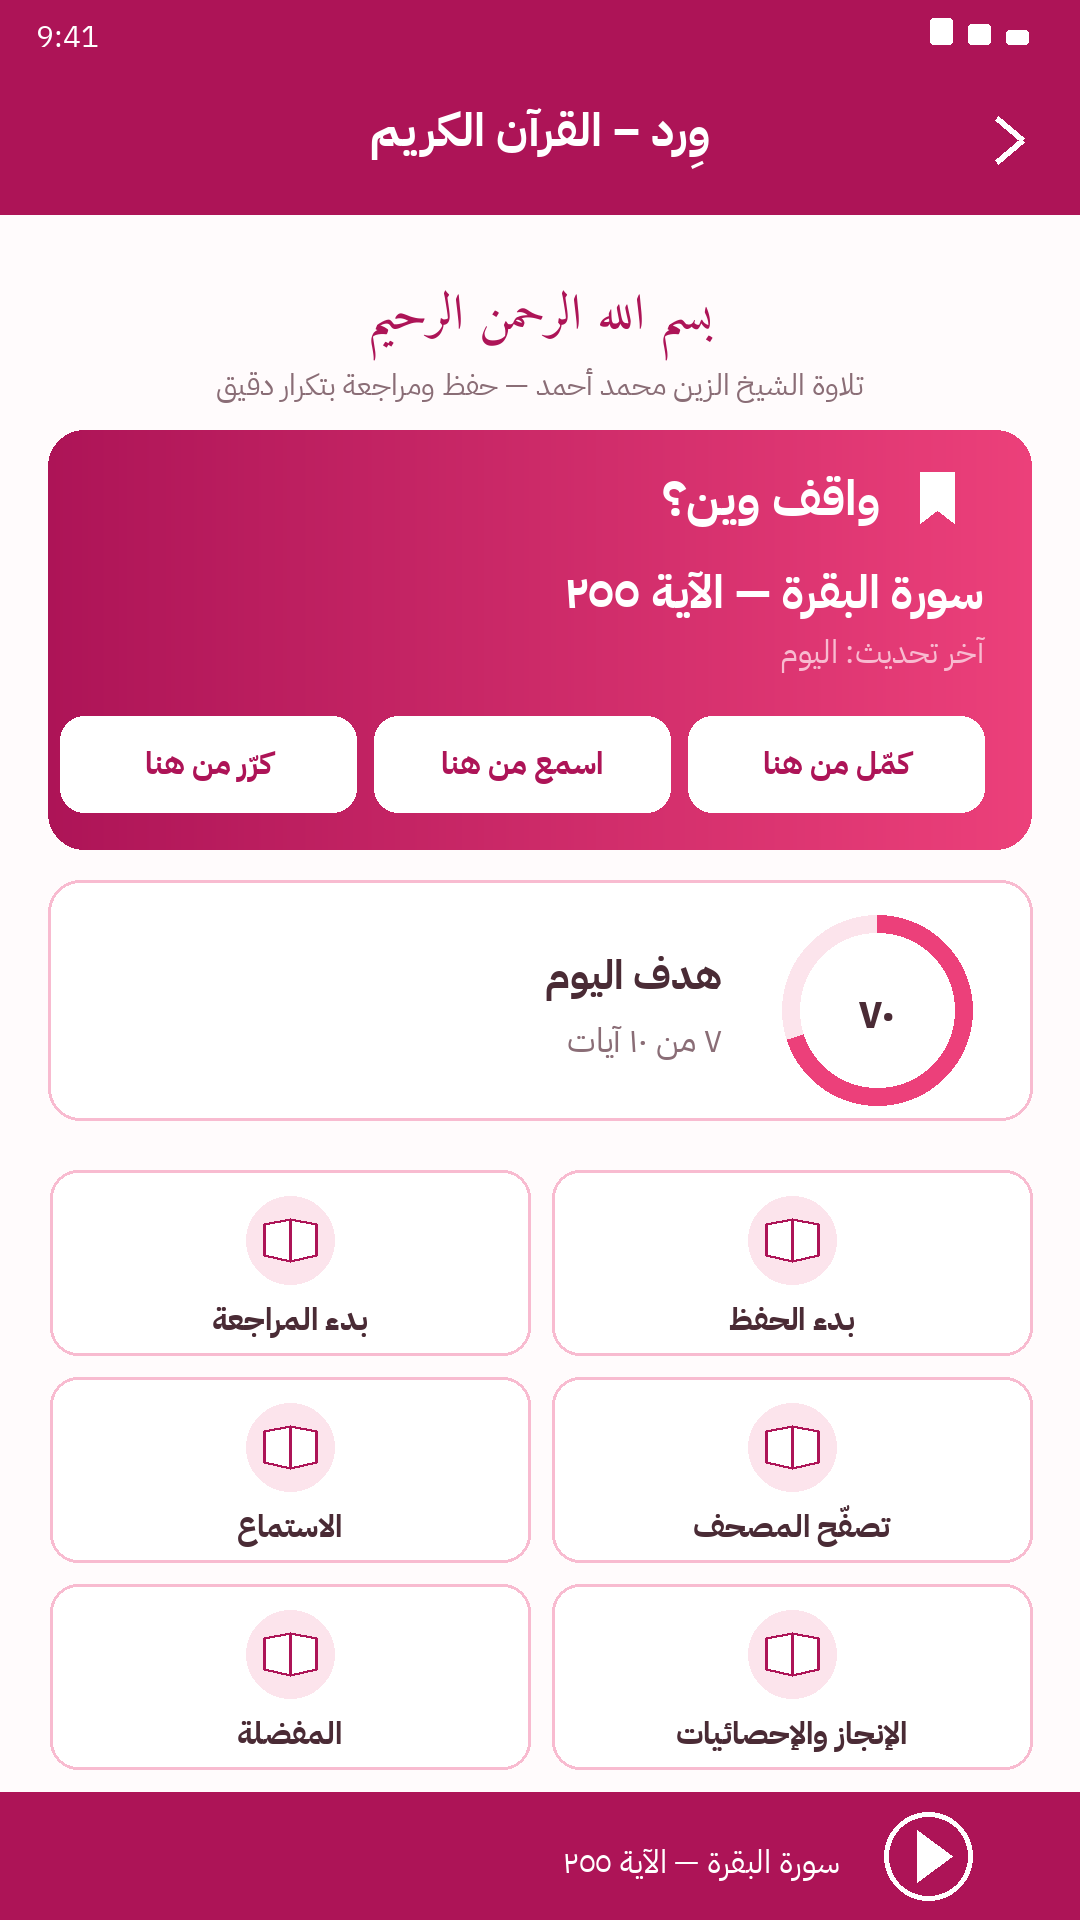 9:41
وِرد – القرآن الكريم
بسم الله الرحمن الرحيم
تلاوة الشيخ الزين محمد أحمد — حفظ ومراجعة بتكرار دقيق
واقف وين؟
سورة البقرة — الآية ٢٥٥
آخر تحديث: اليوم
كمّل من هنا
اسمع من هنا
كرّر من هنا
٧٠
هدف اليوم
٧ من ١٠ آيات
بدء الحفظ
بدء المراجعة
تصفّح المصحف
الاستماع
الإنجاز والإحصائيات
المفضلة
سورة البقرة — الآية ٢٥٥